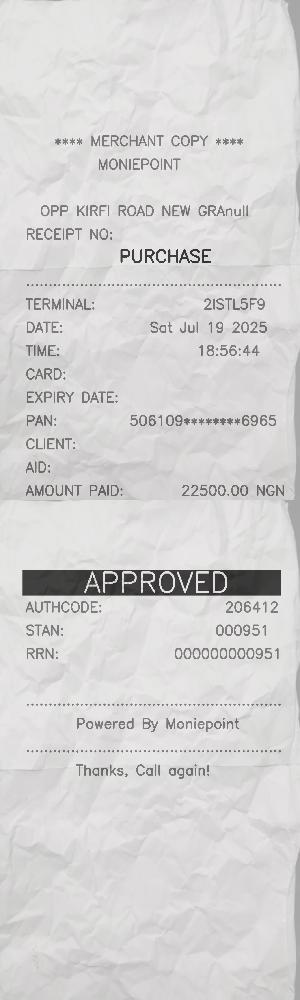 **** MERCHANT COPY ****
MONIEPOINT
OPP KIRFI ROAD NEW GRAnull
RECEIPT NO:
PURCHASE
TERMINAL: 2ISTL5F9
DATE: Sat Jul 19 2025
TIME: 18:56:44
CARD:
EXPIRY DATE:
PAN: 506109********6965
CLIENT:
AID:
AMOUNT PAID: 22500.00 NGN
APPROVED
AUTHCODE: 206412
STAN: 000951
RRN: 000000000951
Powered By Moniepoint
Thanks, Call again!